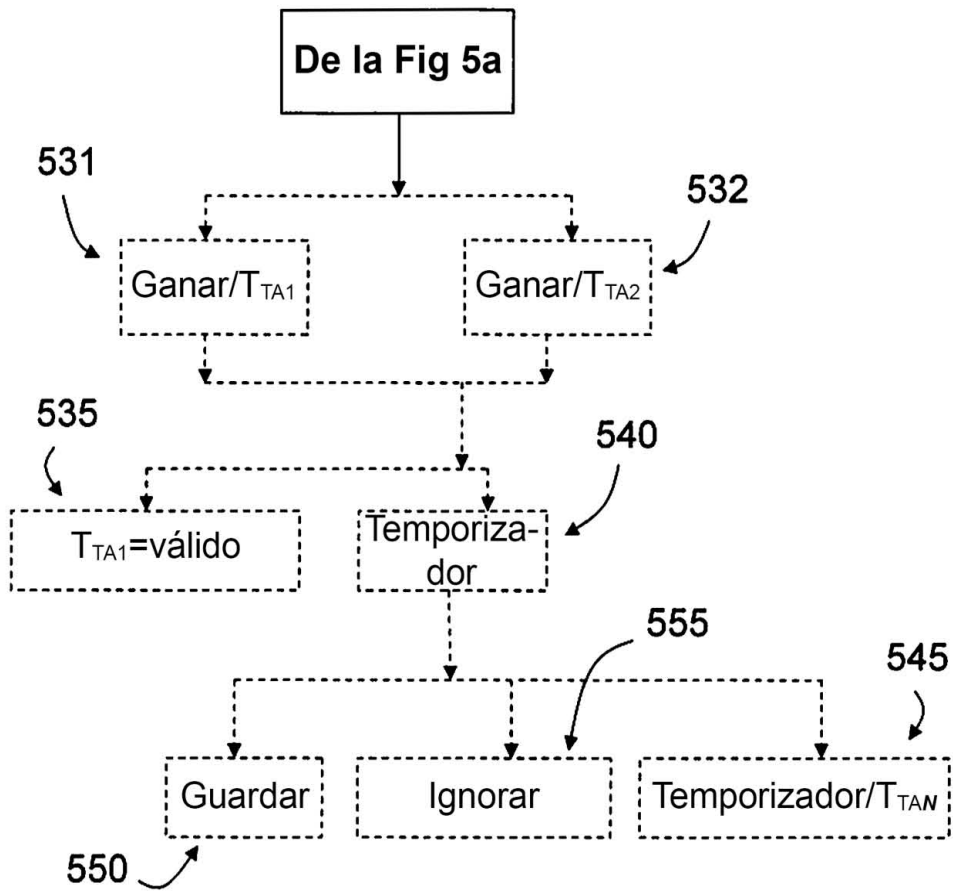 De la Fig 5a
531
532
Ganar/TTA1
Ganar/TTA2
535
540
TTA1=válido
Temporiza-
dor
555
545
Guardar
Ignorar
Temporizador/TTAN
550